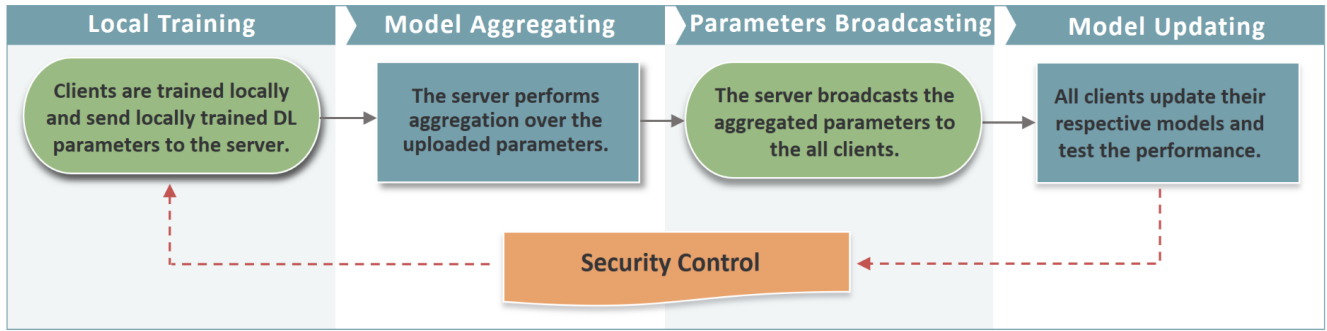 Local Training
Model Aggregating
Parameters Broadcasting
Model Updating
Clients are trained locally
and send locally trained DL
parameters to the server.
The server performs
aggregation over the
uploaded parameters.
The server broadcasts the
aggregated parameters to
the all clients.
All clients update their
respective models and
test the performance.
Security Control